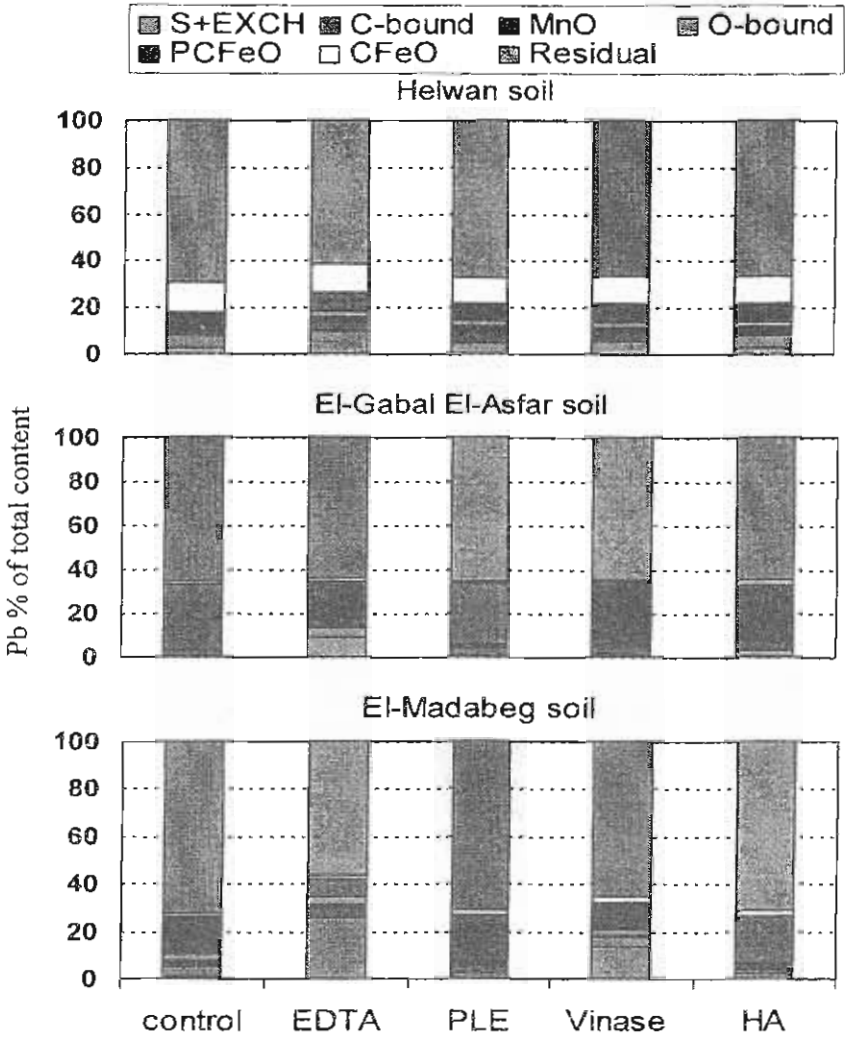 S+EXCH C-bound MnO O-bound
PCFeO CFeO Residual
Helwan soil
100
80
60
40
20
0
El-Gabal El-Asfar soil
100
80
60
40
20
0
Pb % of total content
El-Madabeg soil
100
80
60
40
20
0
control EDTA PLE Vinase HA